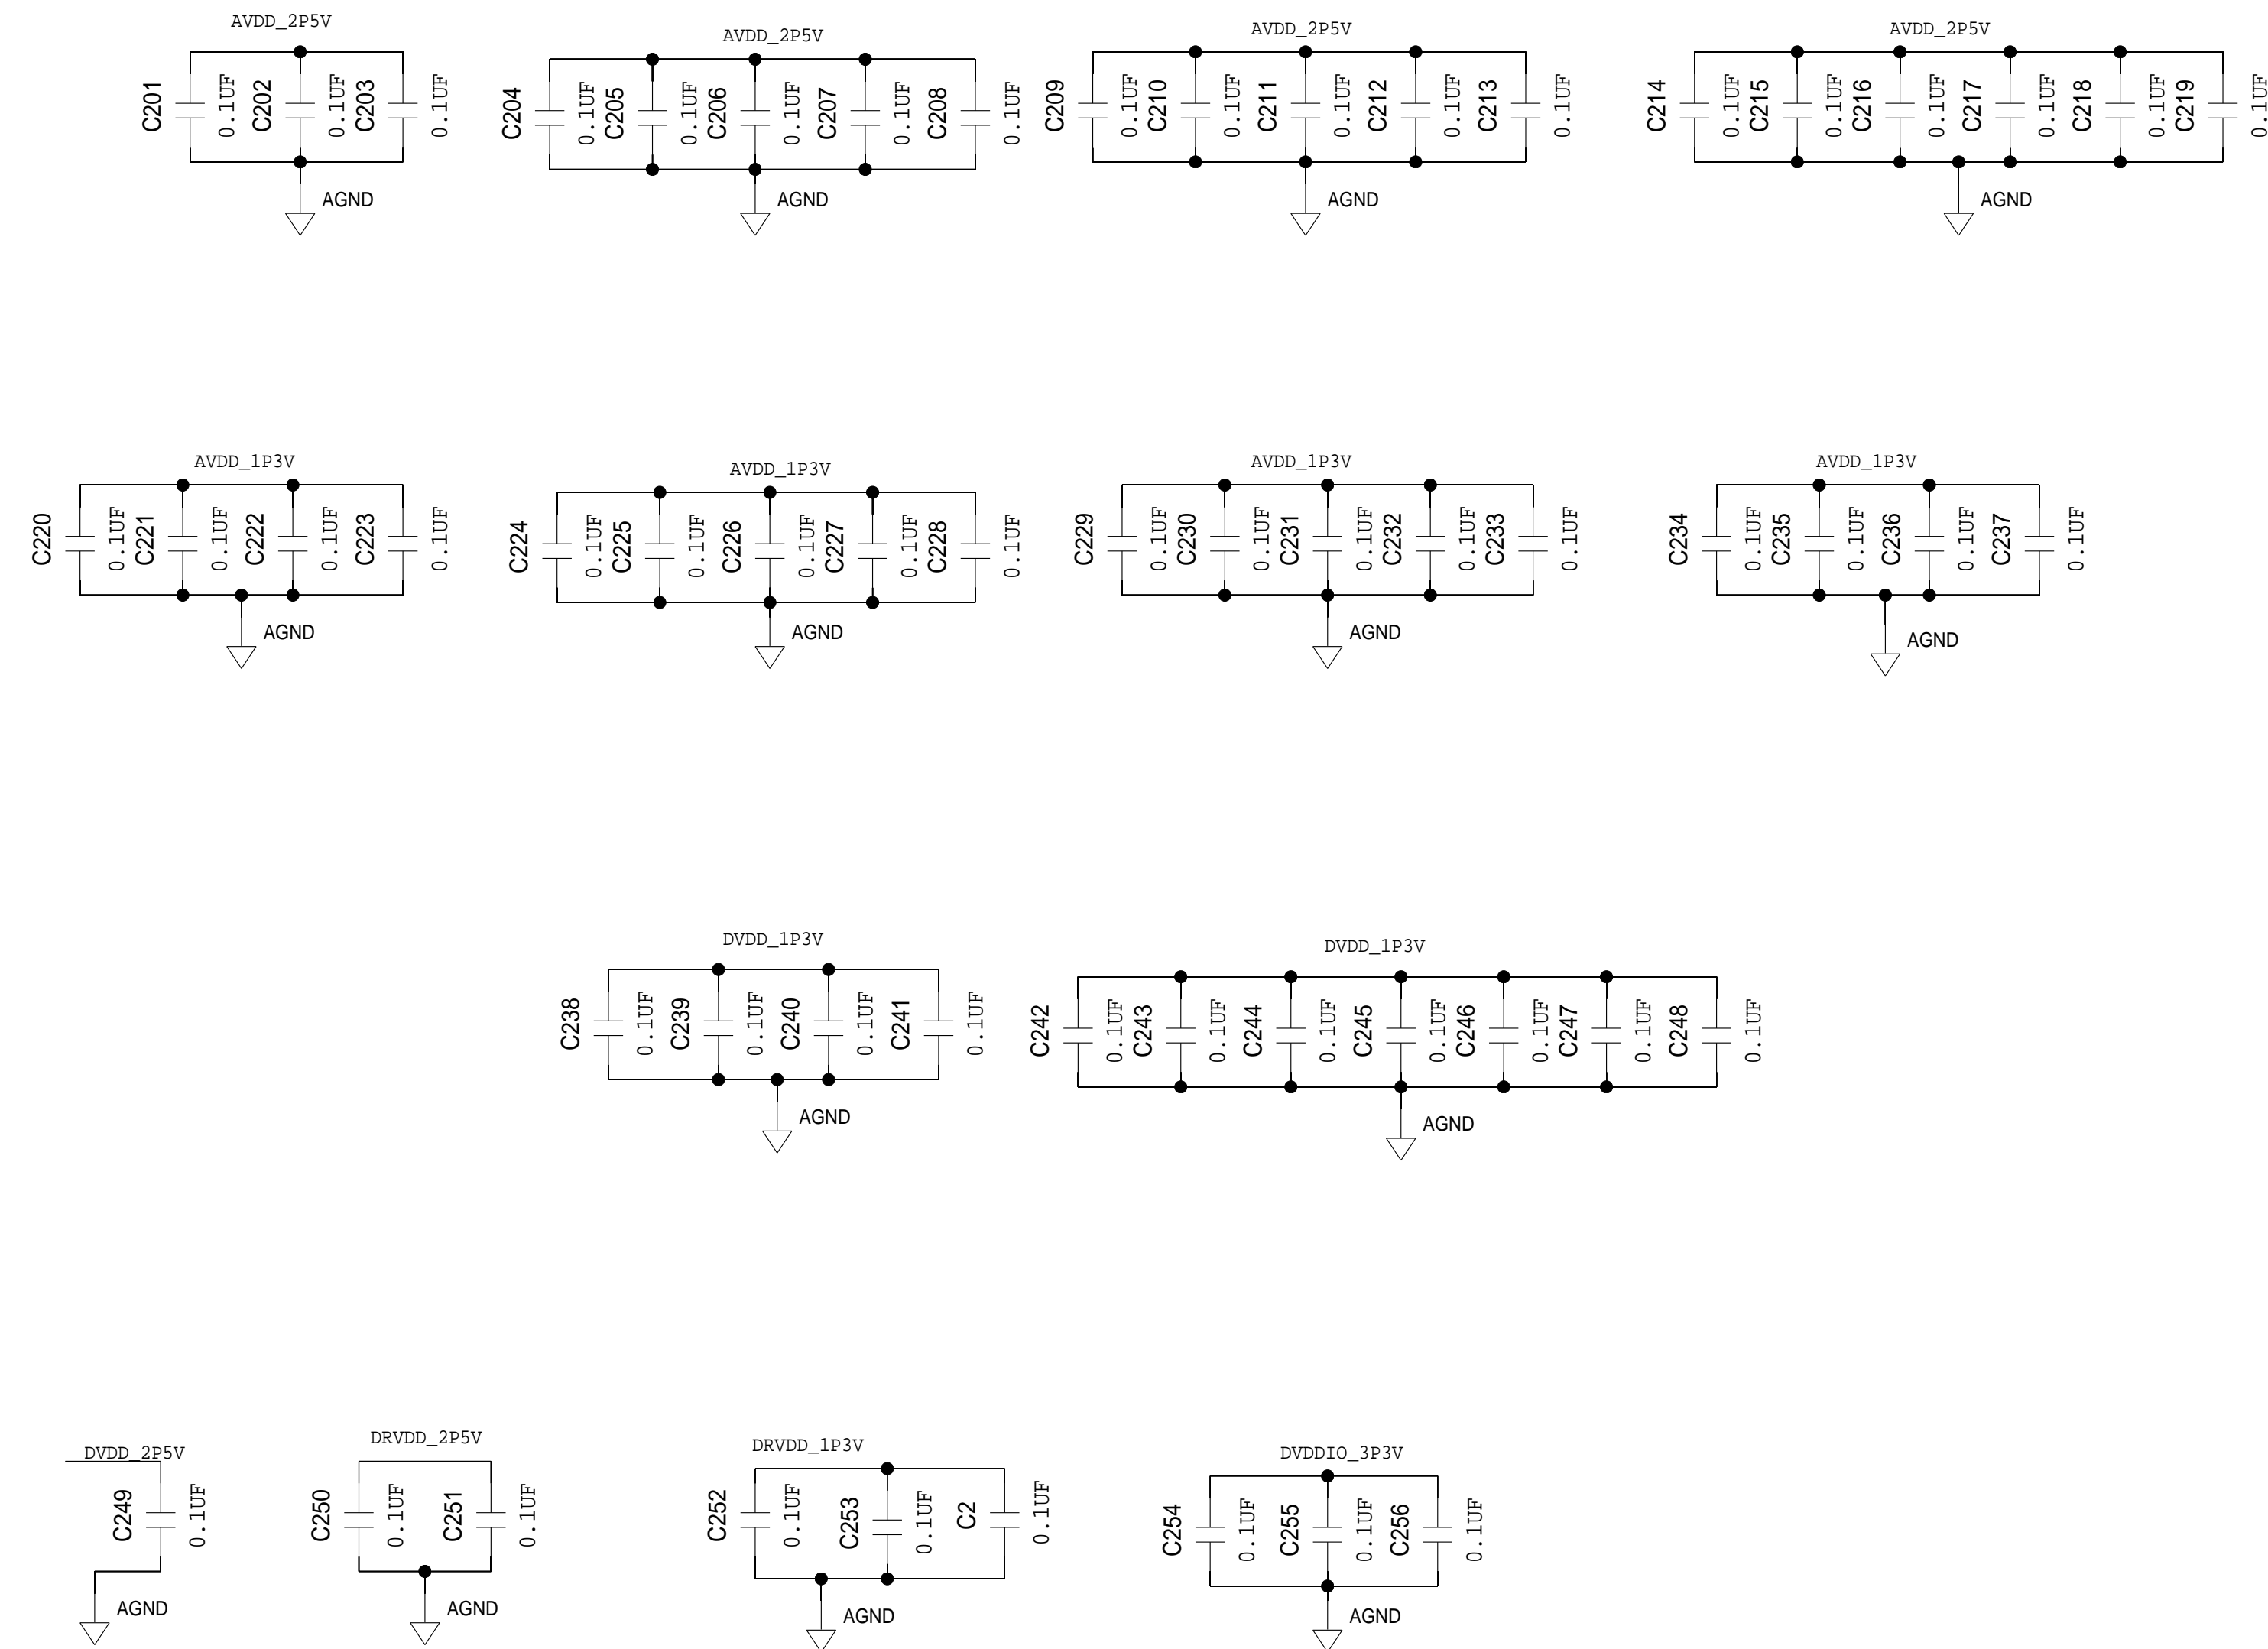 AVDD_2P5V
C201
0.1UF
C202
0.1UF
C203
0.1UF
AGND
AVDD_2P5V
C204
0.1UF
C205
0.1UF
C206
0.1UF
C207
0.1UF
C208
0.1UF
AGND
AVDD_2P5V
C209
0.1UF
C210
0.1UF
C211
0.1UF
C212
0.1UF
C213
0.1UF
AGND
AVDD_2P5V
C214
0.1UF
C215
0.1UF
C216
0.1UF
C217
0.1UF
C218
0.1UF
C219
0.1UF
AGND
AVDD_1P3V
C220
0.1UF
C221
0.1UF
C222
0.1UF
C223
0.1UF
AGND
AVDD_1P3V
C224
0.1UF
C225
0.1UF
C226
0.1UF
C227
0.1UF
C228
0.1UF
AGND
AVDD_1P3V
C229
0.1UF
C230
0.1UF
C231
0.1UF
C232
0.1UF
C233
0.1UF
AGND
AVDD_1P3V
C234
0.1UF
C235
0.1UF
C236
0.1UF
C237
0.1UF
AGND
DVDD_1P3V
C238
0.1UF
C239
0.1UF
C240
0.1UF
C241
0.1UF
AGND
DVDD_1P3V
C242
0.1UF
C243
0.1UF
C244
0.1UF
C245
0.1UF
C246
0.1UF
C247
0.1UF
C248
0.1UF
AGND
DVDD_2P5V
C249
0.1UF
AGND
DRVDD_2P5V
C250
0.1UF
C251
0.1UF
AGND
DRVDD_1P3V
C252
0.1UF
C253
0.1UF
C2
0.1UF
AGND
DVDDIO_3P3V
C254
0.1UF
C255
0.1UF
C256
0.1UF
AGND